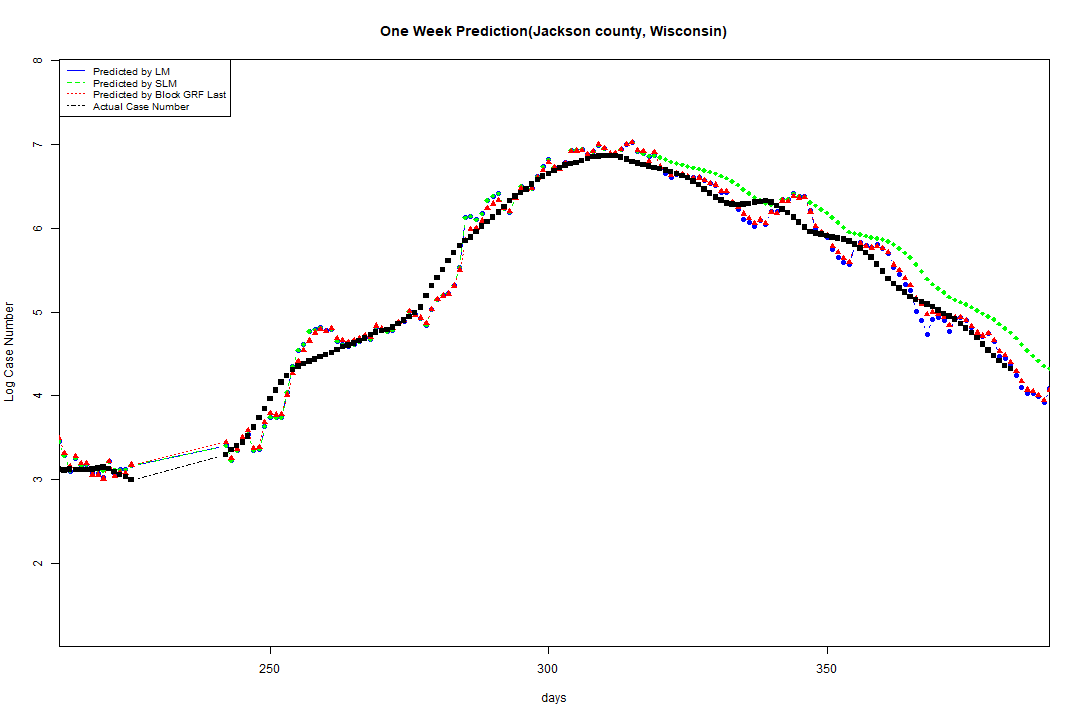 One Week Prediction(Jackson county, Wisconsin)
Predicted by LM
Predicted by SLM
Predicted by Block GRF Last
Actual Case Number
8
7
6
5
4
3
2
Log Case Number
250
300
350
days